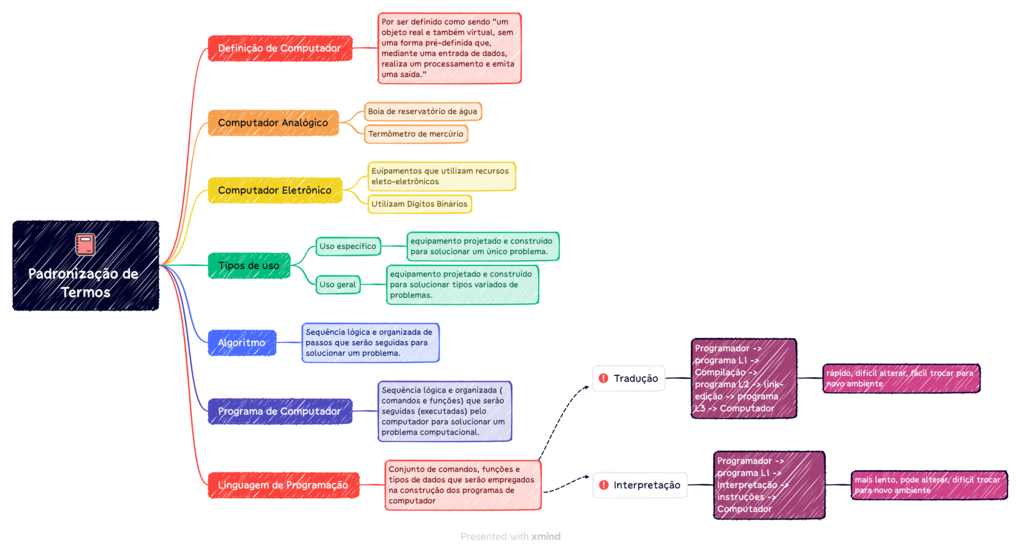 Padronização de
Termos
Definição de Computador
Por ser definido como sendo "um
objeto real e também virtual, sem
uma forma pré-definida que,
mediante uma entrada de dados,
realiza um processamento e emita
uma saída."
Computador Analógico
Boia de reservatório de água
Termômetro de mercúrio
Computador Eletrônico
Euipamentos que utilizam recursos
eleto-eletrônicos
Utilizam Dígitos Binários
Tipos de uso
Uso específico
equipamento projetado e construído
para solucionar um único problema.
Uso geral
equipamento projetado e construído
para solucionar tipos variados de
problemas.
Algoritmo
Sequência lógica e organizada de
passos que serão seguidas para
solucionar um problema.
Programa de Computador
Sequência lógica e organizada (
comandos e funções) que serão
seguidas (executadas) pelo
computador para solucionar um
problema computacional.
Linguagem de Programação
Conjunto de comandos, funções e
tipos de dados que serão empregados
na construção dos programas de
computador
Tradução
Programador ->
programa L1 ->
Compilação ->
programa L2 -> link-
edição -> programa
L3 -> Computador
rápido, difícil alterar, fácil trocar para
novo ambiente
Interpretação
Programador ->
programa L1 ->
Interpretação ->
instruções ->
Computador
mais lento, pode alterar, difícil trocar
para novo ambiente
Presented with xmind